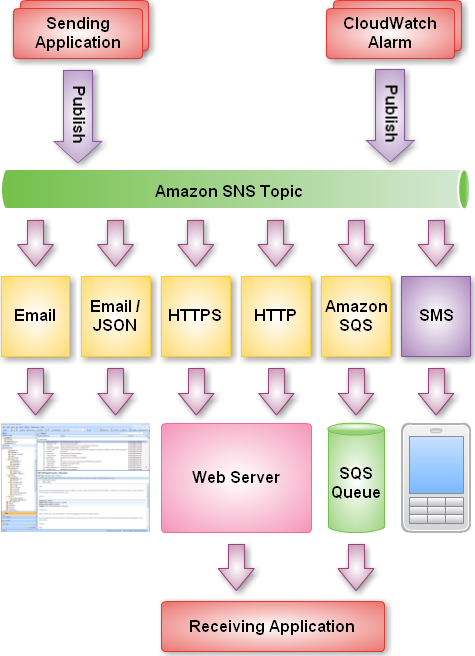 Sending
Application
CloudWatch
Alarm
Publish
Publish
Amazon SNS Topic
Email
Email /
JSON
HTTPS
HTTP
Amazon
SQS
SMS
Web Server
SQS
Queue
Receiving Application